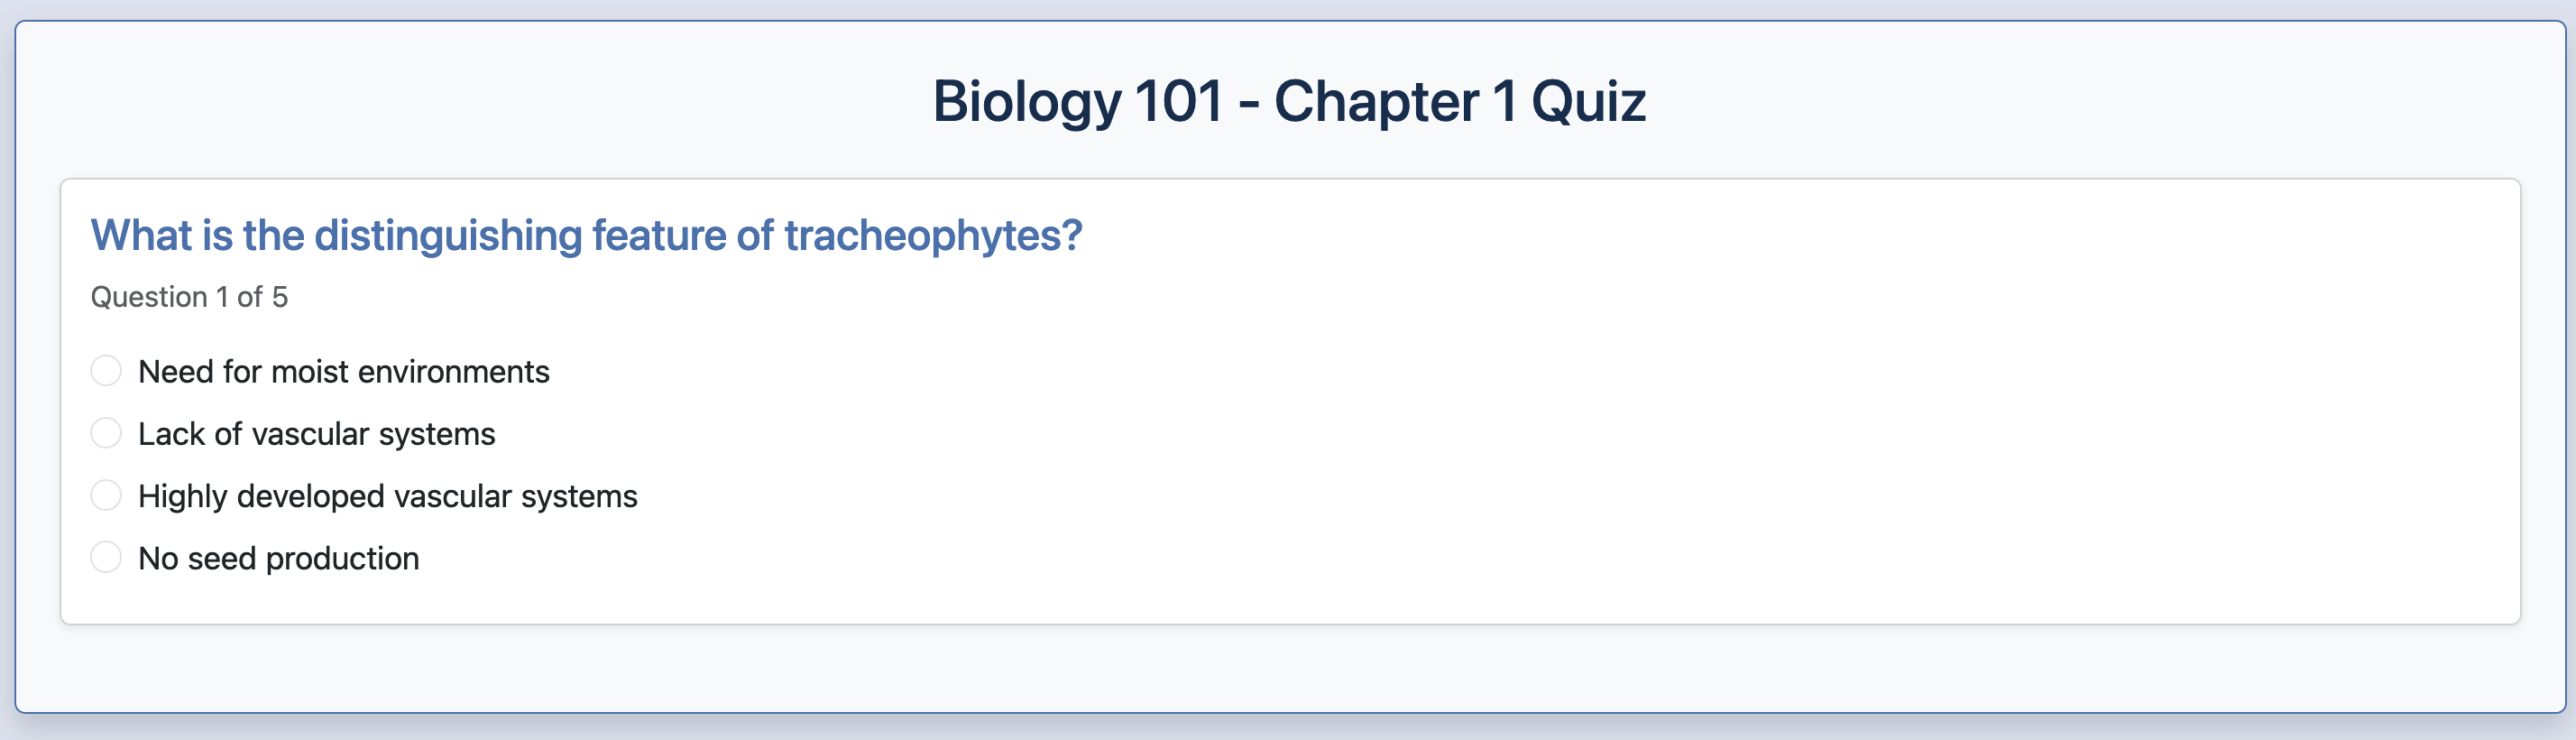 Biology 101 - Chapter 1 Quiz
What is the distinguishing feature of tracheophytes?
Question 1 of 5
Need for moist environments
Lack of vascular systems
Highly developed vascular systems
No seed production